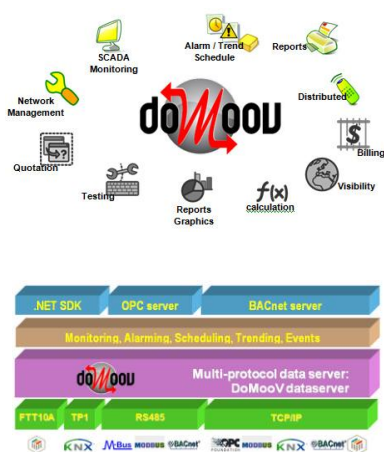 SCADA
Monitoring
Alarm / Trend
Schedule
Reports
Network
Management
Distributed
doMoov
$
Billing
Quotation
Testing
Visibility
Reports
Graphics
f(x)
calculation
.NET SDK OPC server BACnet server
Monitoring, Alarming, Scheduling, Trending, Events
doMoov
Multi-protocol data server:
DoMooV dataserver
FTT10A TP1 RS485 TCP/IP
KNX M-Bus MODBUS BACnet OPC FOUNDATION MODBUS KNX BACnet